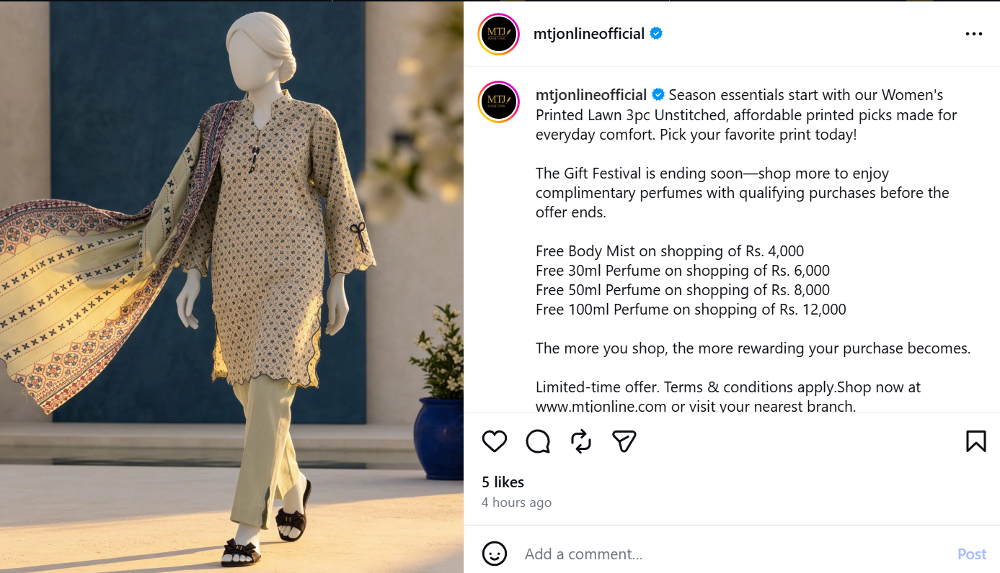 MTJ
mtjonlineofficial
MTJ
mtjonlineofficial Season essentials start with our Women's
Printed Lawn 3pc Unstitched, affordable printed picks made for
everyday comfort. Pick your favorite print today!
The Gift Festival is ending soon—shop more to enjoy
complimentary perfumes with qualifying purchases before the
offer ends.
Free Body Mist on shopping of Rs. 4,000
Free 30ml Perfume on shopping of Rs. 6,000
Free 50ml Perfume on shopping of Rs. 8,000
Free 100ml Perfume on shopping of Rs. 12,000
The more you shop, the more rewarding your purchase becomes.
Limited-time offer. Terms & conditions apply.Shop now at
www.mtjonline.com or visit your nearest branch.
5 likes
4 hours ago
Add a comment...
Post